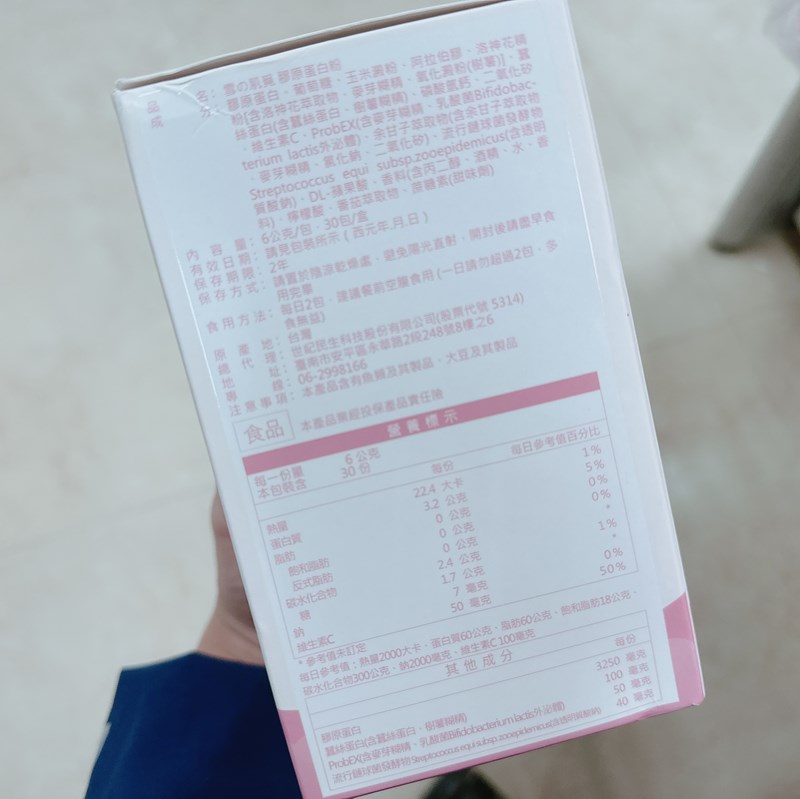 品　名：雪の肌質 膠原蛋白粉
成　分：膠原蛋白、葡萄糖、玉米澱粉、阿拉伯膠、洛神花精
粉[含洛神花萃取物、麥芽糊精、氧化澱粉(樹薯)]、蠶
絲蛋白(含蠶絲蛋白、樹薯糊精)、磷酸氫鈣、二氧化矽
、維生素C、ProbEX(含麥芽糊精、乳酸菌Bifidobac-
terium lactis外泌體)、余甘子萃取物(含余甘子萃取物
、麥芽糊精、氯化鈉、二氧化矽)、流行鏈球菌發酵物
Streptococcus equi subsp.zooepidemicus(含透明
質酸鈉)、DL-蘋果酸、香料(含丙二醇、酒精、水、香
料)、檸檬酸、番茄萃取物、蔗糖素(甜味劑)
內容量：6公克/包，30包/盒
有效日期：請見包裝所示 ( 西元年.月.日 )
保存期限：2年
保存方式：請置於陰涼乾燥處，避免陽光直射，開封後請盡早食
用完畢
食用方法：每日2包，建議餐前空腹食用 (一日請勿超過2包，多
食無益)
原產地：台灣
總代理：世紀民生科技股份有限公司(股票代號 5314)
地　址：臺南市安平區永華路2段248號8樓之6
專　線：06-2998166
注意事項：本產品含有魚類及其製品、大豆及其製品
食品 本產品業經投保產品責任險
營養標示
每一份量 6 公克
本包裝含 30 份
每份 每日參考值百分比
熱量 22.4 大卡 1%
蛋白質 3.2 公克 5%
脂肪 0 公克 0%
飽和脂肪 0 公克 0%
反式脂肪 0 公克 *
碳水化合物 2.4 公克 1%
糖 1.7 公克 *
鈉 7 毫克 0%
維生素C 50 毫克 50%
* 參考值未訂定
每日參考值：熱量2000大卡、蛋白質60公克、脂肪60公克、飽和脂肪18公克、
碳水化合物300公克、鈉2000毫克、維生素C 100毫克
其他成分
每份
膠原蛋白 3250 毫克
蠶絲蛋白(含蠶絲蛋白、樹薯糊精) 100 毫克
ProbEX(含麥芽糊精、乳酸菌Bifidobacterium lactis外泌體) 50 毫克
流行鏈球菌發酵物Streptococcus equi subsp. zooepidemicus(含透明質酸鈉) 40 毫克